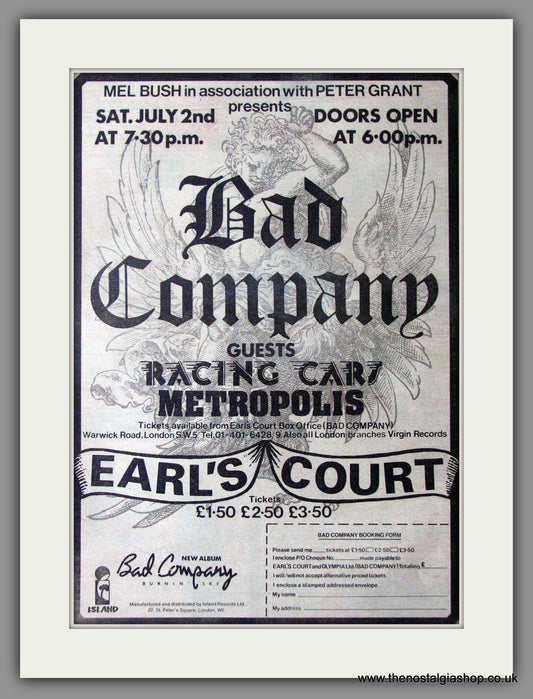 MEL BUSH in association with PETER GRANT
presents
SAT. JULY 2nd
AT 7·30 p.m.
DOORS OPEN
AT 6·00p.m.
Bad
Company
GUESTS
RACING CARS
METROPOLIS
Tickets available from Earls Court Box Office (BAD COMPANY)
Warwick Road, London S.W.5. Tel. 01-401-6428/9. Also all London branches Virgin Records
EARL'S COURT
Tickets
£1·50 £2·50 £3·50
NEW ALBUM
Bad Company
BURNIN' SKY
ISLAND
Manufactured and distributed by Island Records Ltd.,
22, St. Peter's Square, London, W6.
BAD COMPANY BOOKING FORM
Please send me ____ tickets at £1·50 £2·50 £3·50
I enclose P/O Cheque No. ____ made payable to
EARL'S COURT and OLYMPIA Ltd. (BAD COMPANY) Totalling £
I will/will not accept alternative priced tickets
I enclose a stamped addressed envelope
My name
My address
www.thenostalgiashop.co.uk